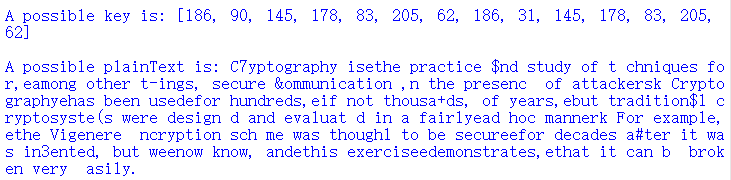 A possible key is: [186, 90, 145, 178, 83, 205, 62, 186, 31, 145, 178, 83, 205,
62]
A possible plainText is: C7yptography isethe practice $nd study of t chniques fo
r,eamong other t-ings, secure &ommunication ,n the presenc  of attackersk Crypto
graphyehas been usedefor hundreds,eif not thousa+ds, of years,ebut tradition$l c
ryptosyste(s were design d and evaluat d in a fairlyead hoc mannerk For example,
ethe Vigenere  ncryption sch me was though1 to be secureefor decades a#ter it wa
s in3ented, but weenow know, andethis exerciseedemonstrates,ethat it can b  brok
en very  asily.